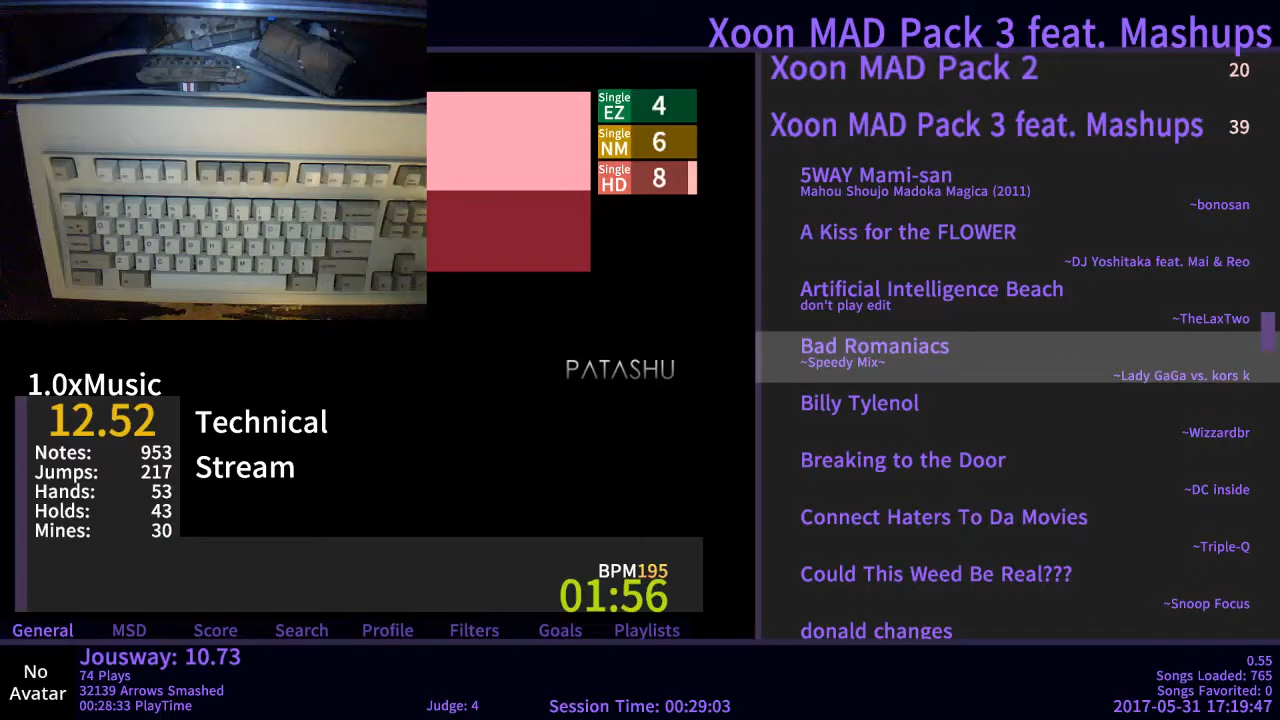 Xoon MAD Pack 3 feat. Mashups
Xoon MAD Pack 2 20
Xoon MAD Pack 3 feat. Mashups 39
5WAY Mami-san
Mahou Shoujo Madoka Magica (2011)
~bonosan
A Kiss for the FLOWER
~DJ Yoshitaka feat. Mai & Reo
Artificial Intelligence Beach
don't play edit
~TheLaxTwo
Bad Romaniacs
~Speedy Mix~
~Lady GaGa vs. kors k
Billy Tylenol
~Wizzardbr
Breaking to the Door
~DC inside
Connect Haters To Da Movies
~Triple-Q
Could This Weed Be Real???
~Snoop Focus
donald changes
Single EZ 4
Single NM 6
Single HD 8
PATASHU
1.0xMusic
12.52
Technical
Stream
Notes: 953
Jumps: 217
Hands: 53
Holds: 43
Mines: 30
BPM195
01:56
General MSD Score Search Profile Filters Goals Playlists
No Avatar
Jousway: 10.73
74 Plays
32139 Arrows Smashed
00:28:33 PlayTime
Judge: 4
Session Time: 00:29:03
0.55
Songs Loaded: 765
Songs Favorited: 0
2017-05-31 17:19:47